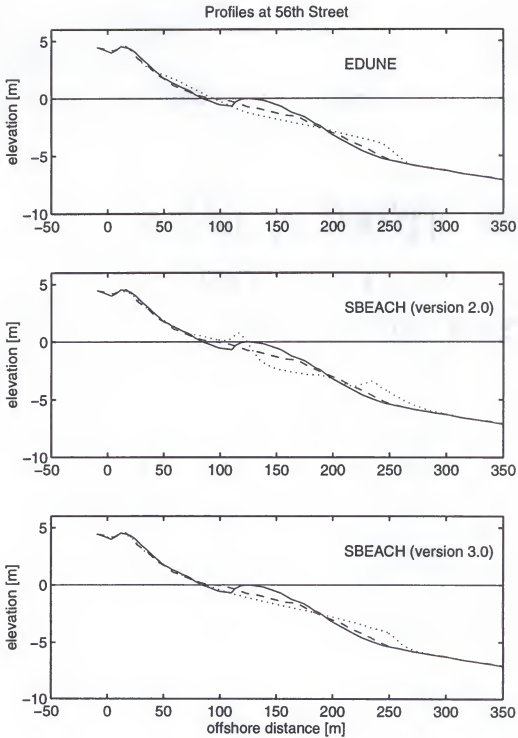 Profiles at 56th Street
5
0
−5
−10
elevation [m]
EDUNE
−50 0 50 100 150 200 250 300 350
5
0
−5
−10
elevation [m]
SBEACH (version 2.0)
−50 0 50 100 150 200 250 300 350
5
0
−5
−10
elevation [m]
SBEACH (version 3.0)
−50 0 50 100 150 200 250 300 350
offshore distance [m]